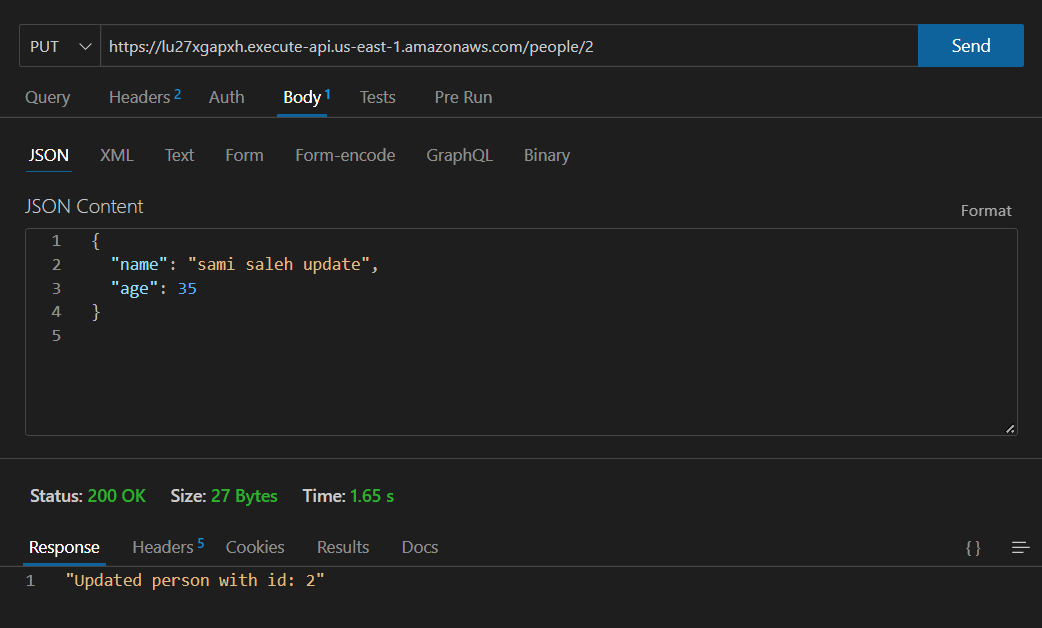 PUT https://lu27xgapxh.execute-api.us-east-1.amazonaws.com/people/2 Send
Query Headers 2 Auth Body 1 Tests Pre Run
JSON XML Text Form Form-encode GraphQL Binary
JSON Content Format
1 {
2 "name": "sami saleh update",
3 "age": 35
4 }
5
Status: 200 OK Size: 27 Bytes Time: 1.65 s
Response Headers 5 Cookies Results Docs { }
1 "Updated person with id: 2"